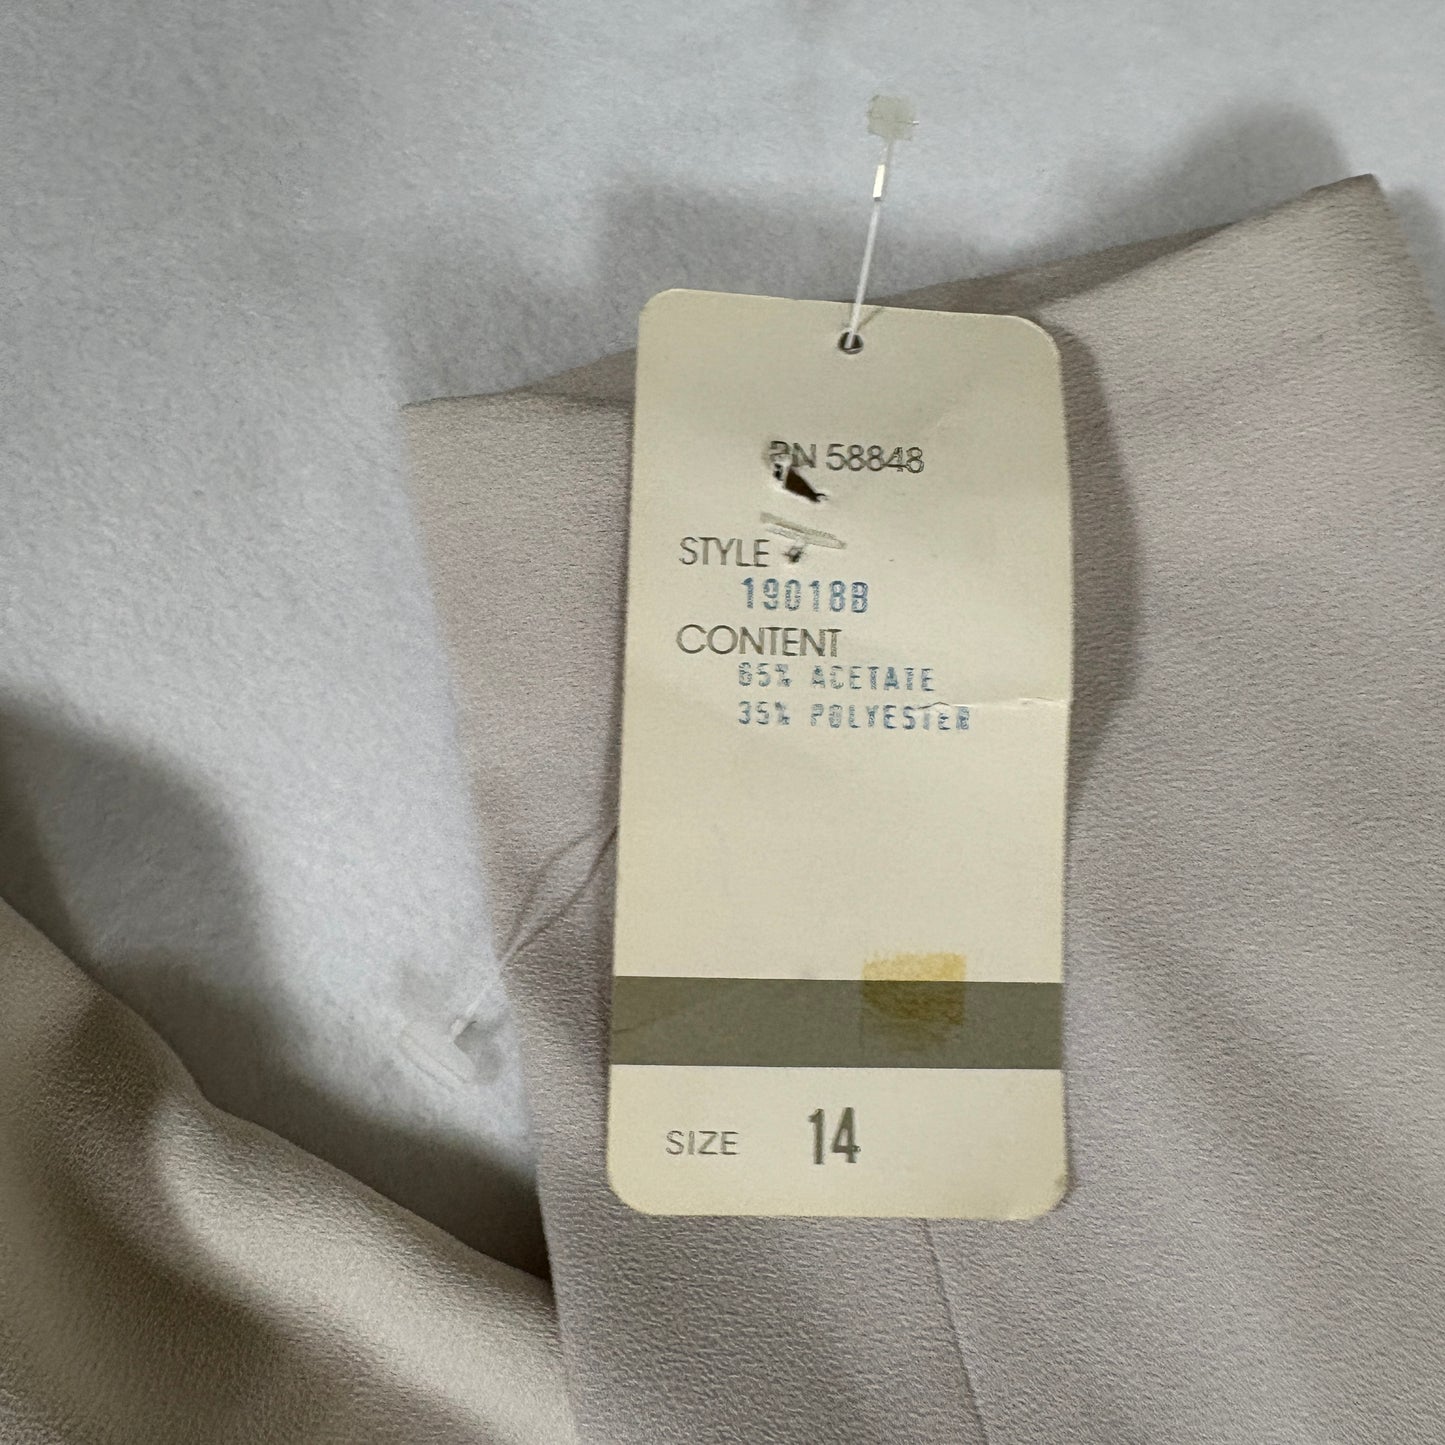 RN 58848
STYLE
19018B
CONTENT
65% ACETATE
35% POLYESTER
SIZE 14